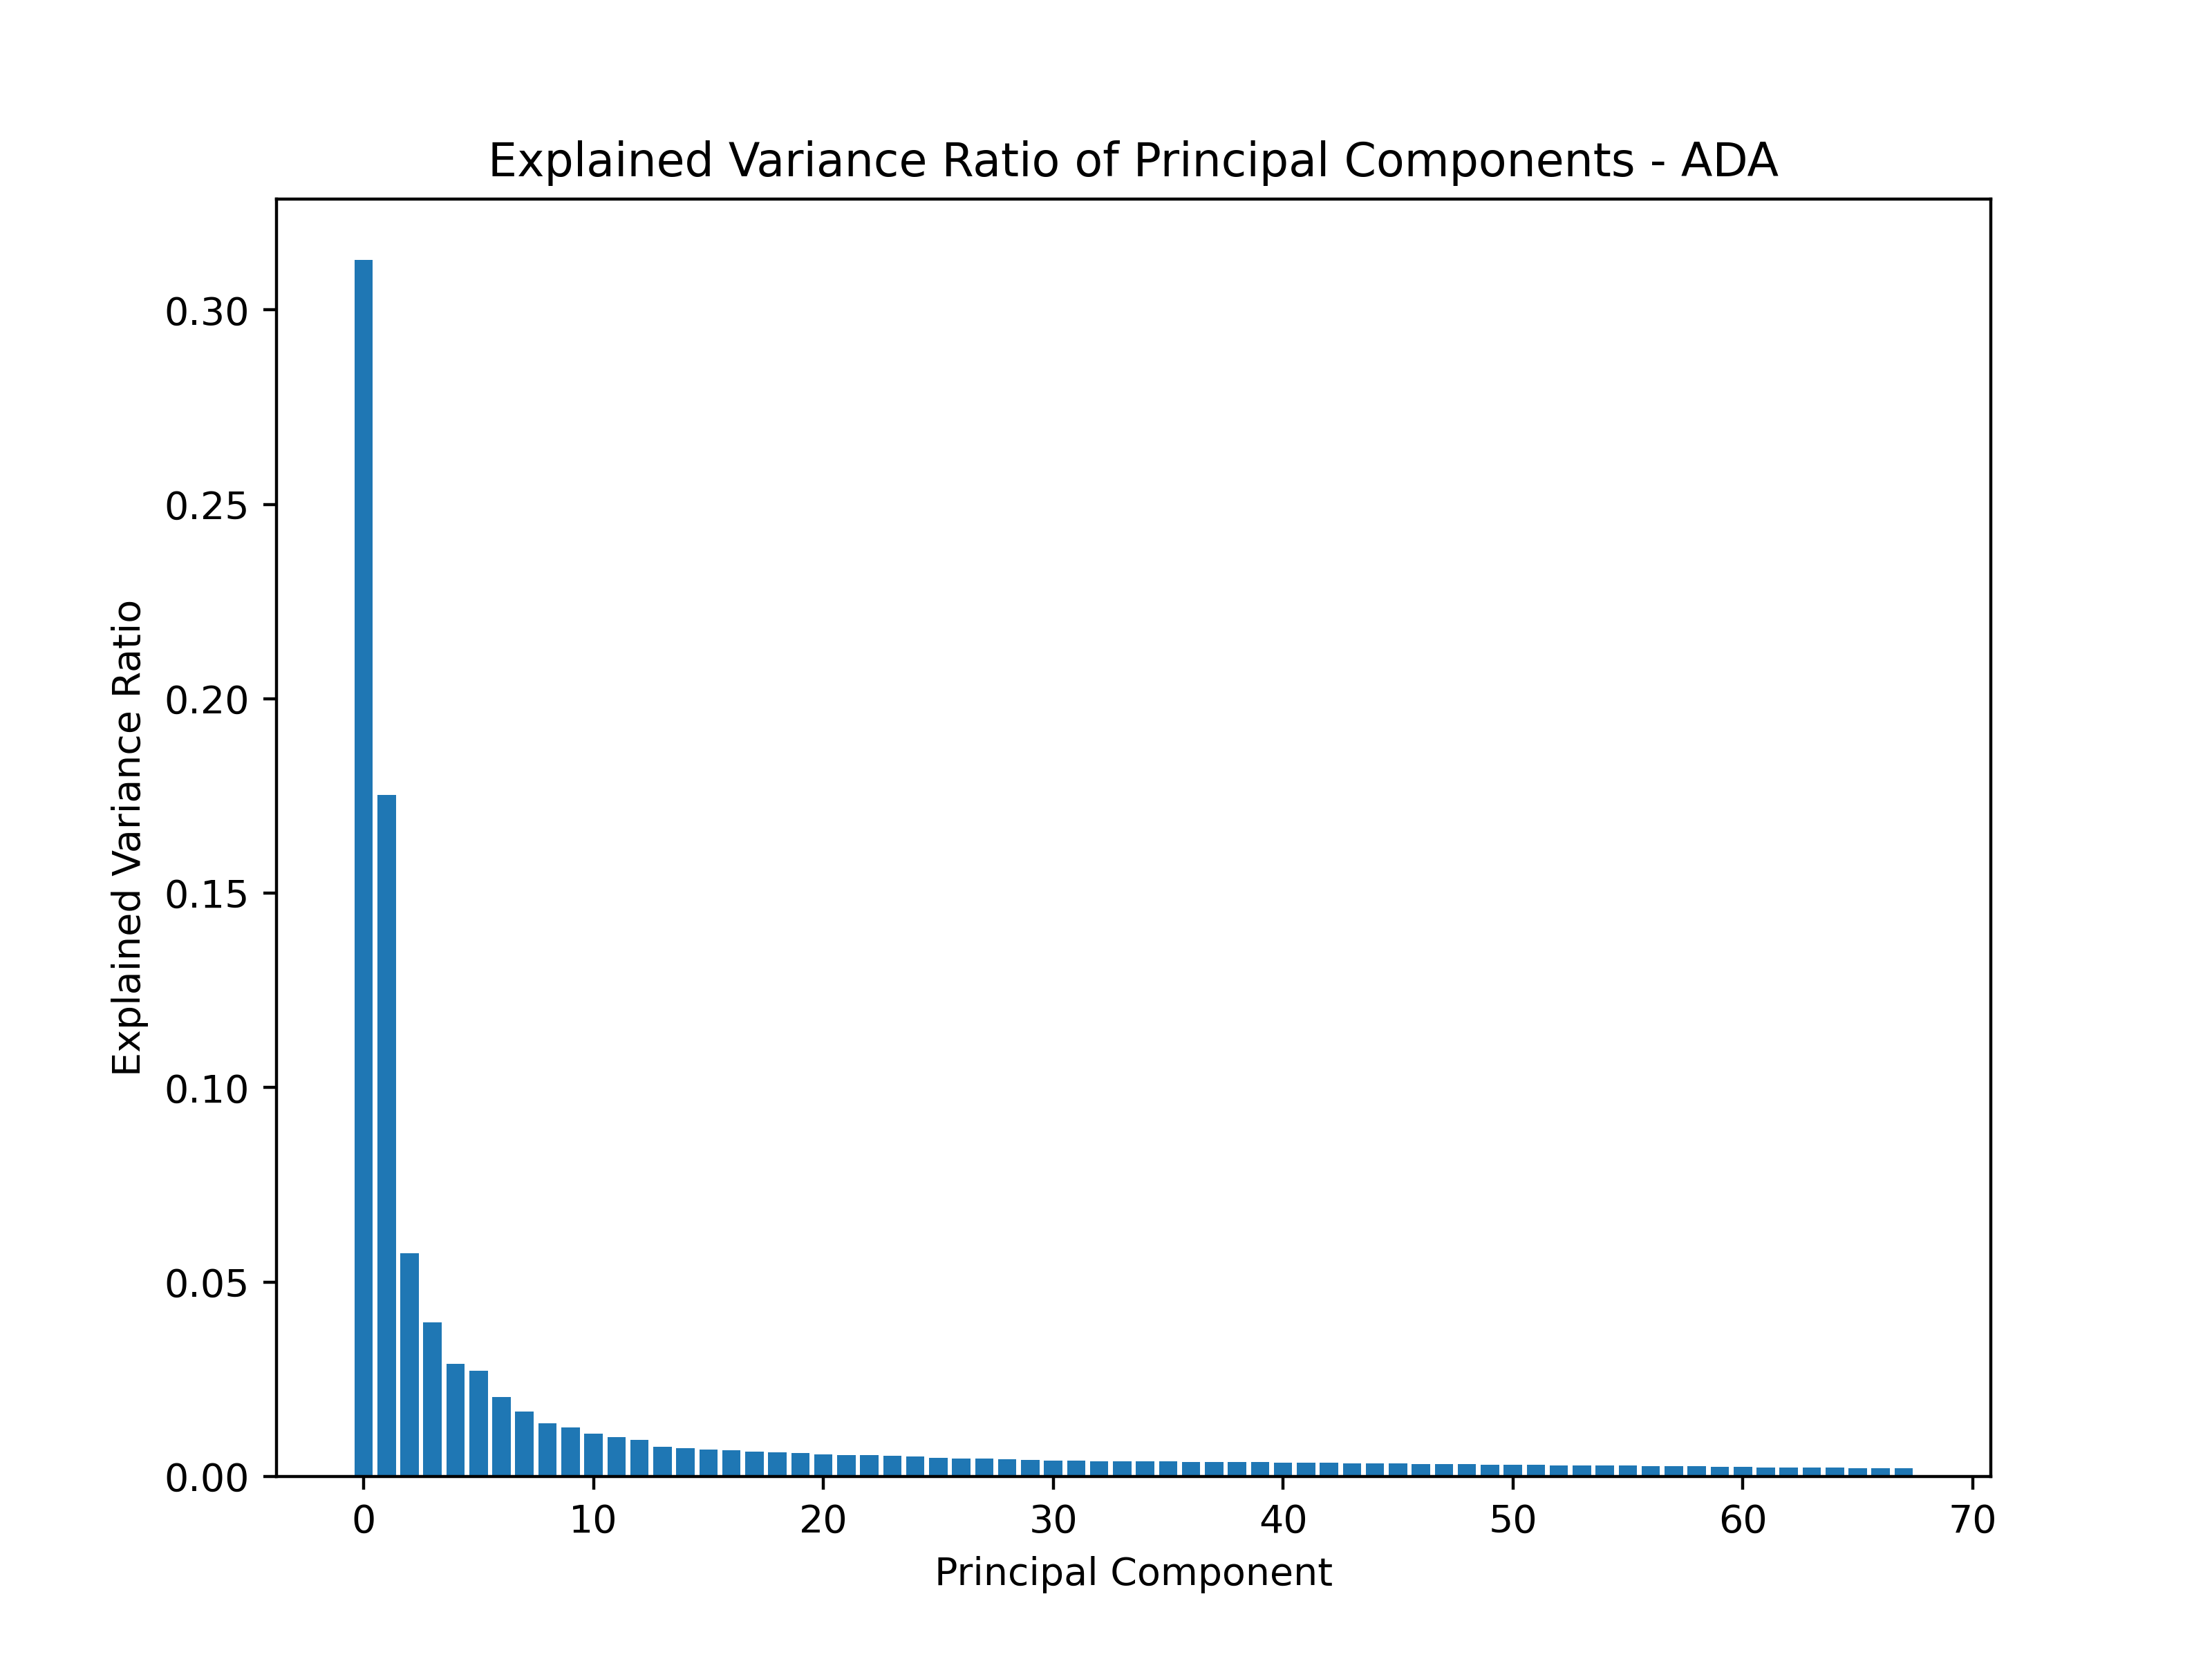 Explained Variance Ratio of Principal Components - ADA
Explained Variance Ratio
0.30
0.25
0.20
0.15
0.10
0.05
0.00
0 10 20 30 40 50 60 70
Principal Component